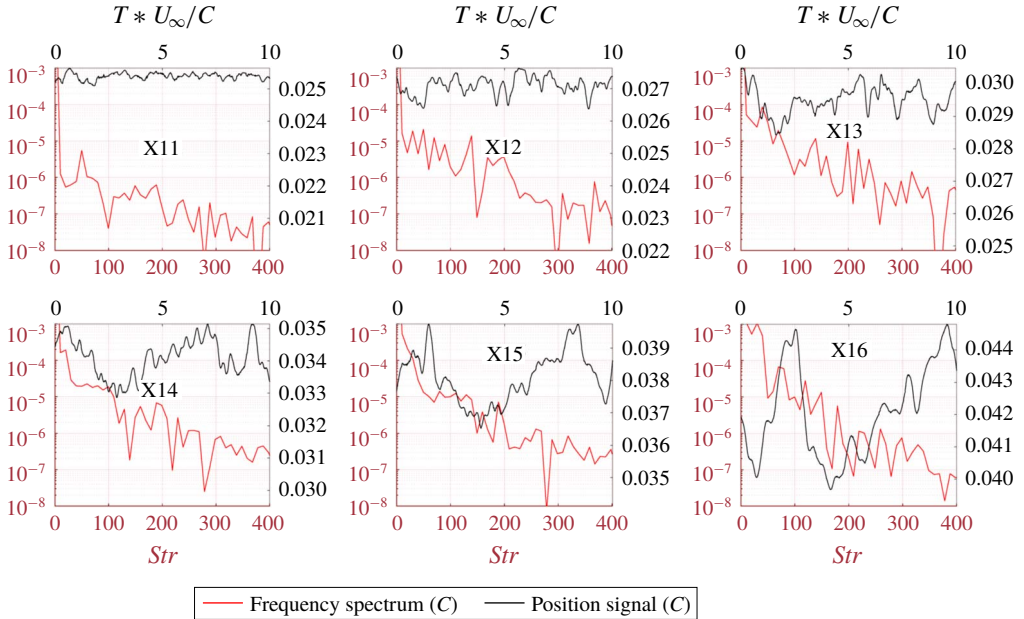 T ∗ U∞/C T ∗ U∞/C T ∗ U∞/C
0 5 10 0 5 10 0 5 10
10⁻³ 10⁻⁴ 10⁻⁵ 10⁻⁶ 10⁻⁷ 10⁻⁸
X11
0.025 0.024 0.023 0.022 0.021
0 100 200 300 400
10⁻³ 10⁻⁴ 10⁻⁵ 10⁻⁶ 10⁻⁷ 10⁻⁸
X12
0.027 0.026 0.025 0.024 0.023 0.022
0 100 200 300 400
10⁻³ 10⁻⁴ 10⁻⁵ 10⁻⁶ 10⁻⁷ 10⁻⁸
X13
0.030 0.029 0.028 0.027 0.026 0.025
0 100 200 300 400
0 5 10 0 5 10 0 5 10
10⁻³ 10⁻⁴ 10⁻⁵ 10⁻⁶ 10⁻⁷ 10⁻⁸
X14
0.035 0.034 0.033 0.032 0.031 0.030
0 100 200 300 400
Str
10⁻³ 10⁻⁴ 10⁻⁵ 10⁻⁶ 10⁻⁷ 10⁻⁸
X15
0.039 0.038 0.037 0.036 0.035
0 100 200 300 400
Str
10⁻³ 10⁻⁴ 10⁻⁵ 10⁻⁶ 10⁻⁷ 10⁻⁸
X16
0.044 0.043 0.042 0.041 0.040
0 100 200 300 400
Str
Frequency spectrum (C) Position signal (C)